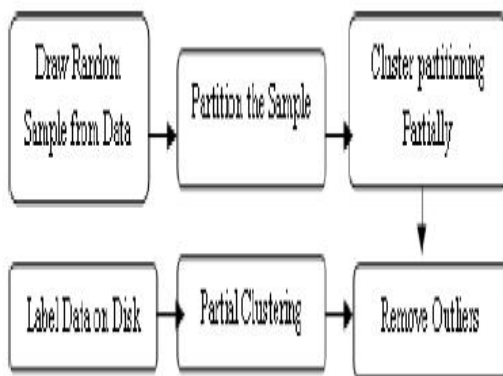 Draw Random
Sample from Data
Partition the Sample
Cluster partitioning
Partially
Label Data on Disk
Partial Clustering
Remove Outliers